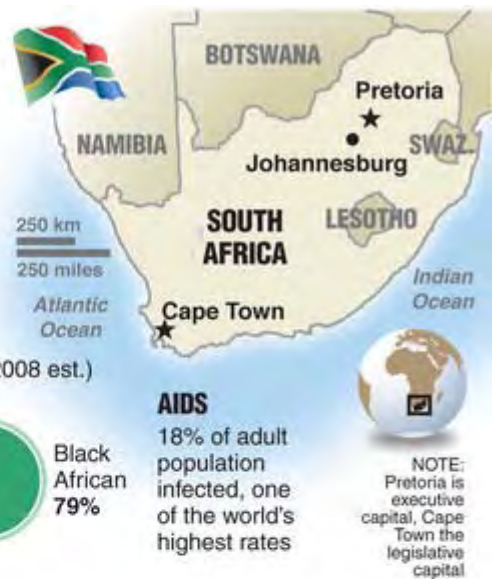 BOTSWANA
Pretoria
NAMIBIA
SWAZ.
Johannesburg
SOUTH
AFRICA
LESOTHO
250 km
250 miles
Indian
Ocean
Atlantic
Ocean
Cape Town
2008 est.)
AIDS
18% of adult
population
infected, one
of the world's
highest rates
Black
African
79%
NOTE:
Pretoria is
executive
capital, Cape
Town the
legislative
capital